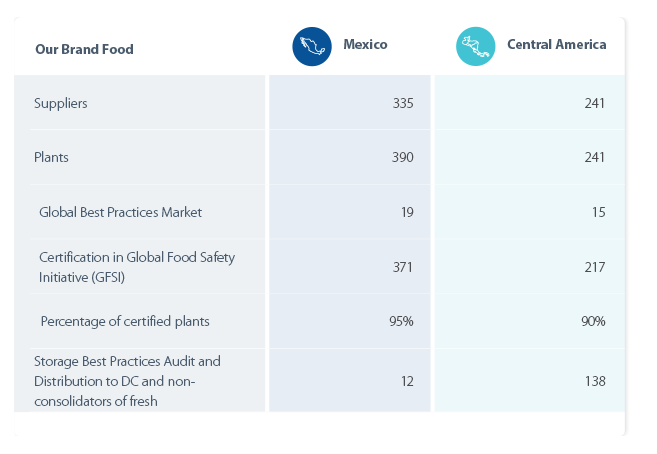 Our Brand Food Mexico Central America
Suppliers 335 241
Plants 390 241
Global Best Practices Market 19 15
Certification in Global Food Safety
Initiative (GFSI) 371 217
Percentage of certified plants 95% 90%
Storage Best Practices Audit and
Distribution to DC and non- 12 138
consolidators of fresh